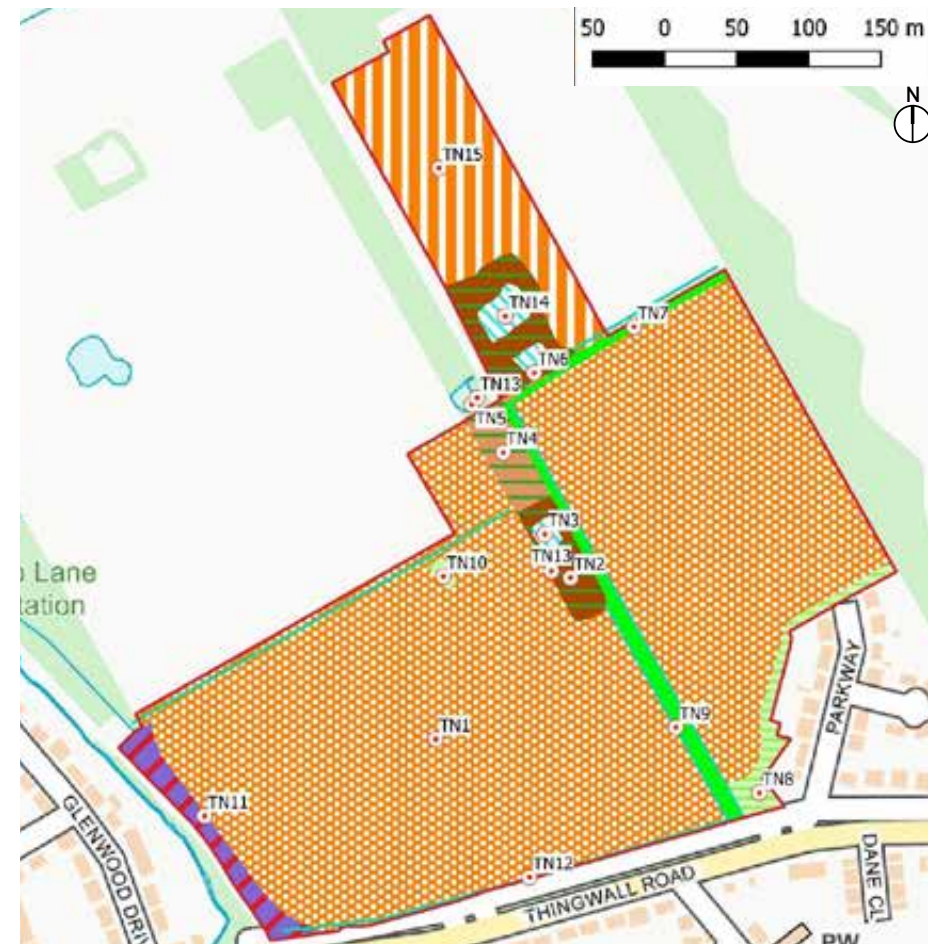 50 0 50 100 150 m
N
TN15
TN14
TN7
TN6
TN13
TN5
TN4
TN3
TN10
TN13
TN2
Lane
tation
PARKWAY
TN1
TN9
TN8
TN11
GLENWOOD DRIV
TN12
THINGWALL ROAD
DANE CL
PW